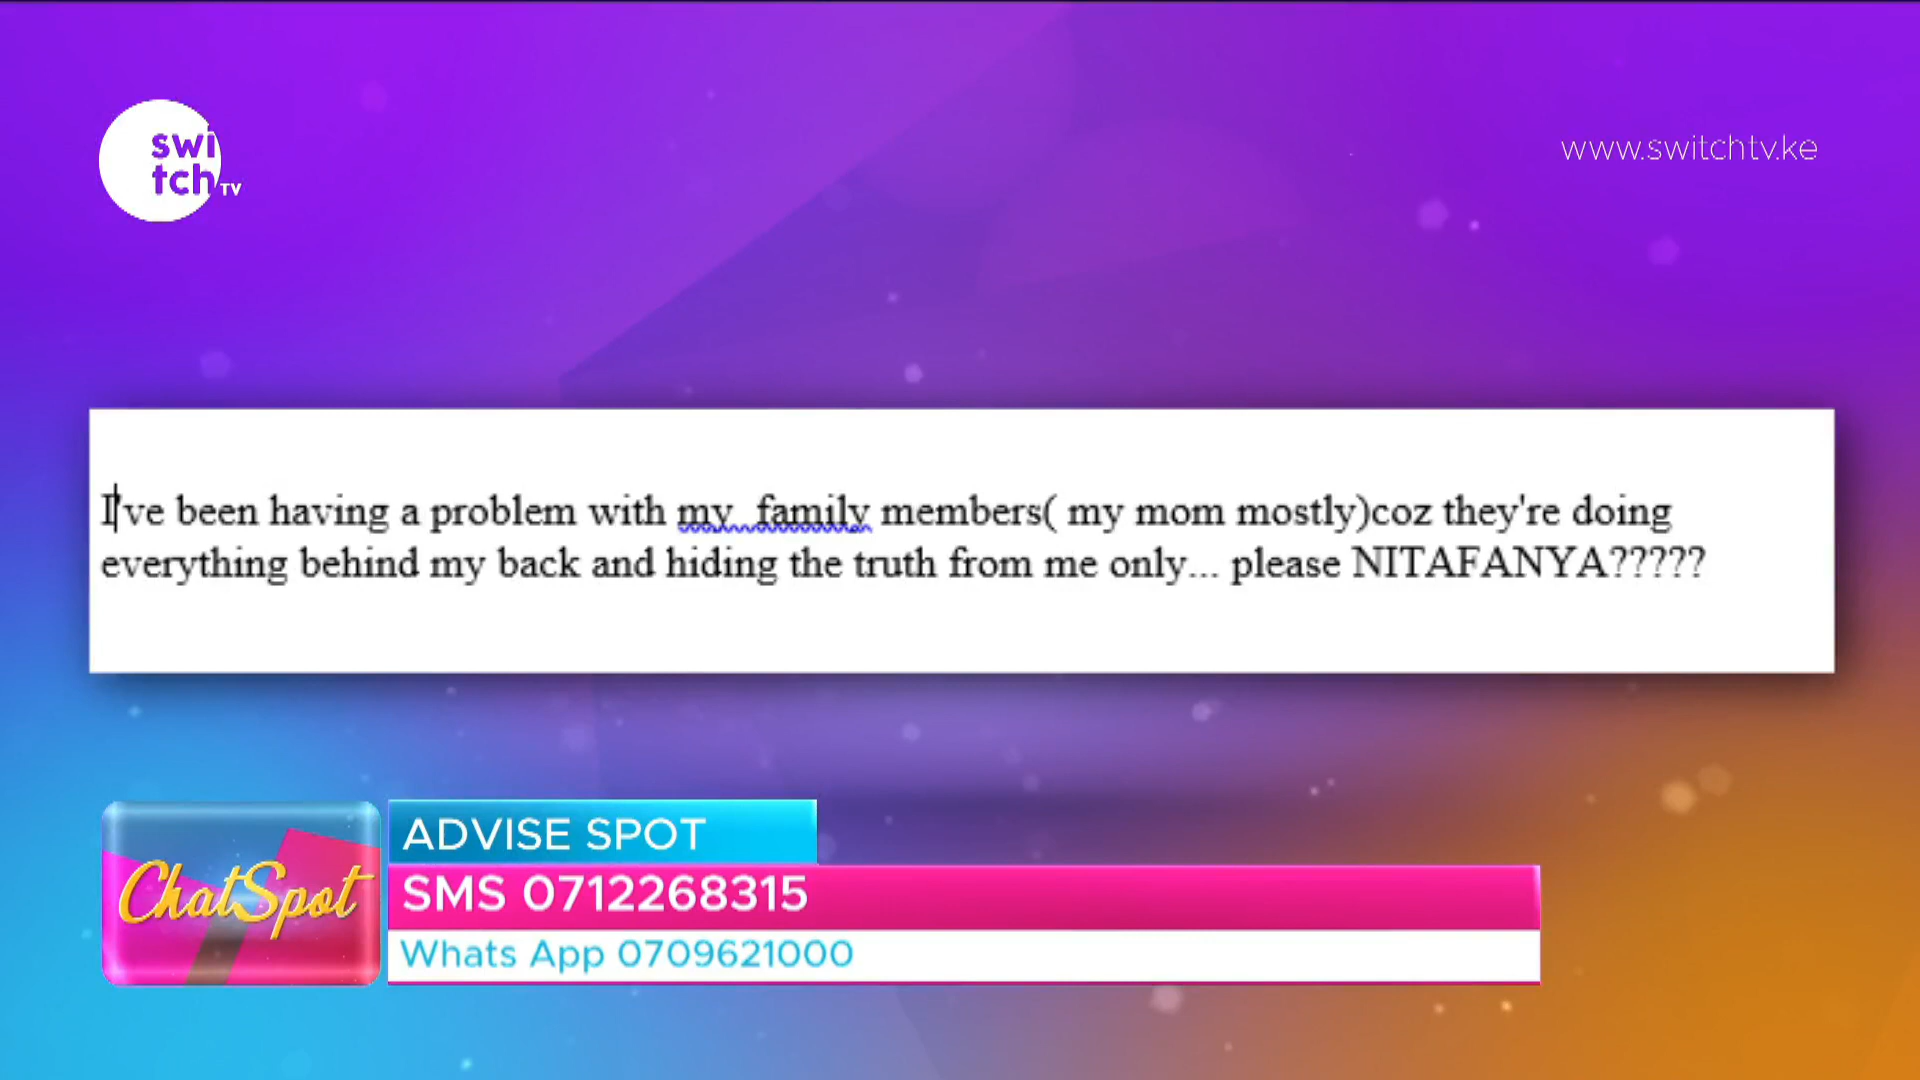 swi
tch TV
www.switchtv.ke
I've been having a problem with my  family members( my mom mostly)coz they're doing
everything behind my back and hiding the truth from me only... please NITAFANYA?????
ChatSpot
ADVISE SPOT
SMS 0712268315
Whats App 0709621000